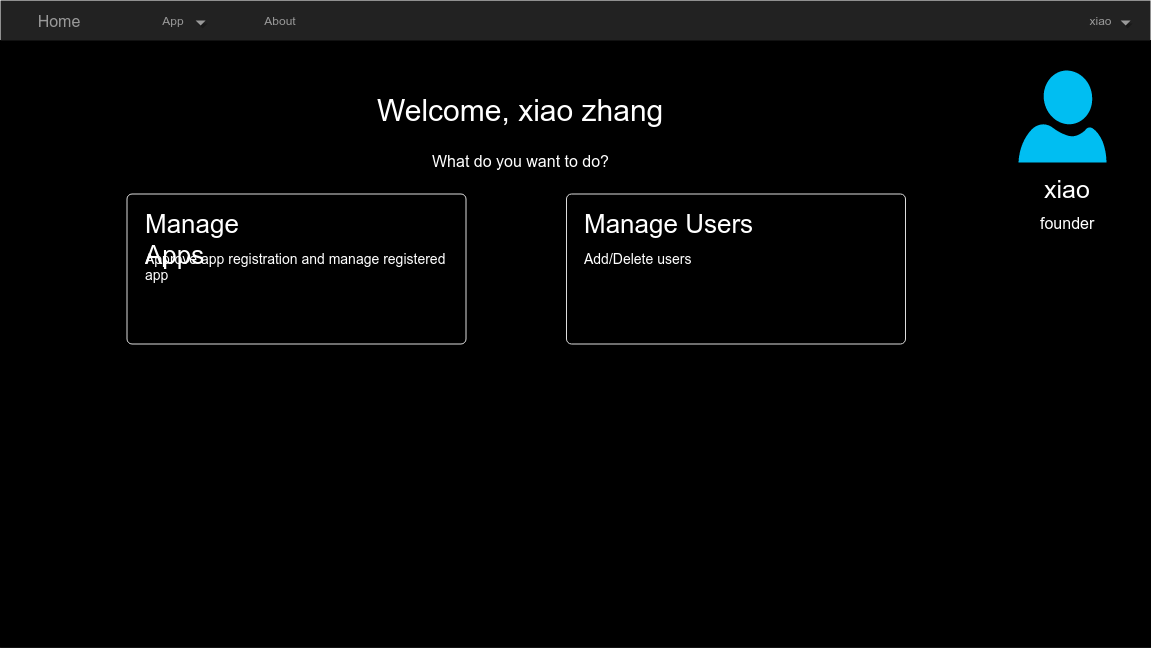 Home App About xiao
Welcome, xiao zhang
What do you want to do?
Manage
Apps
Approve app registration and manage registered
app
Manage Users
Add/Delete users
xiao
founder